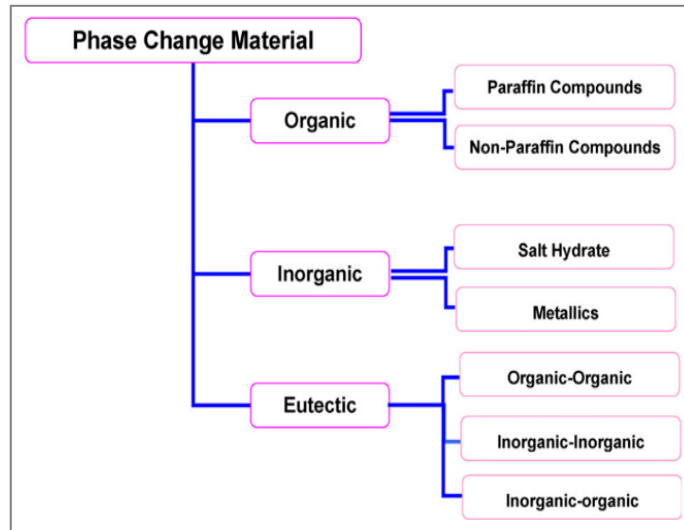 Phase Change Material
Organic
Paraffin Compounds
Non-Paraffin Compounds
Inorganic
Salt Hydrate
Metallics
Eutectic
Organic-Organic
Inorganic-Inorganic
Inorganic-organic